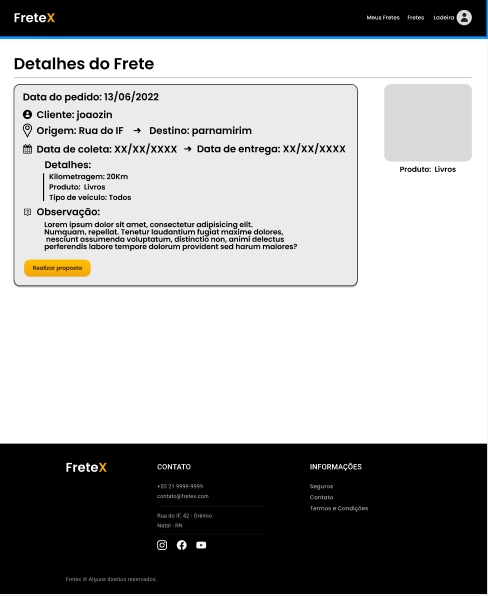 FreteX
Meus Fretes Fretes Ladeira
Detalhes do Frete
Data do pedido: 13/06/2022
Cliente: joaozin
Origem: Rua do IF → Destino: parnamirim
Data de coleta: XX/XX/XXXX → Data de entrega: XX/XX/XXXX
Detalhes:
Kilometragem: 20Km
Produto: Livros
Tipo de veículo: Todos
Observação:
Lorem ipsum dolor sit amet, consectetur adipisicing elit.
Numquam, repellat. Tenetur laudantium fugiat maxime dolores,
nesciunt assumenda voluptatum, distinctio non, animi delectus
perferendis labore tempore dolorum provident sed harum maiores?
Realizar proposta
Produto: Livros
FreteX
CONTATO
+55 21 9999-9999
contato@fretex.com
Rua do IF, 42 - Grêmio
Natal - RN
INFORMAÇÕES
Seguros
Contato
Termos e Condições
Fretex © Alguns direitos reservados.